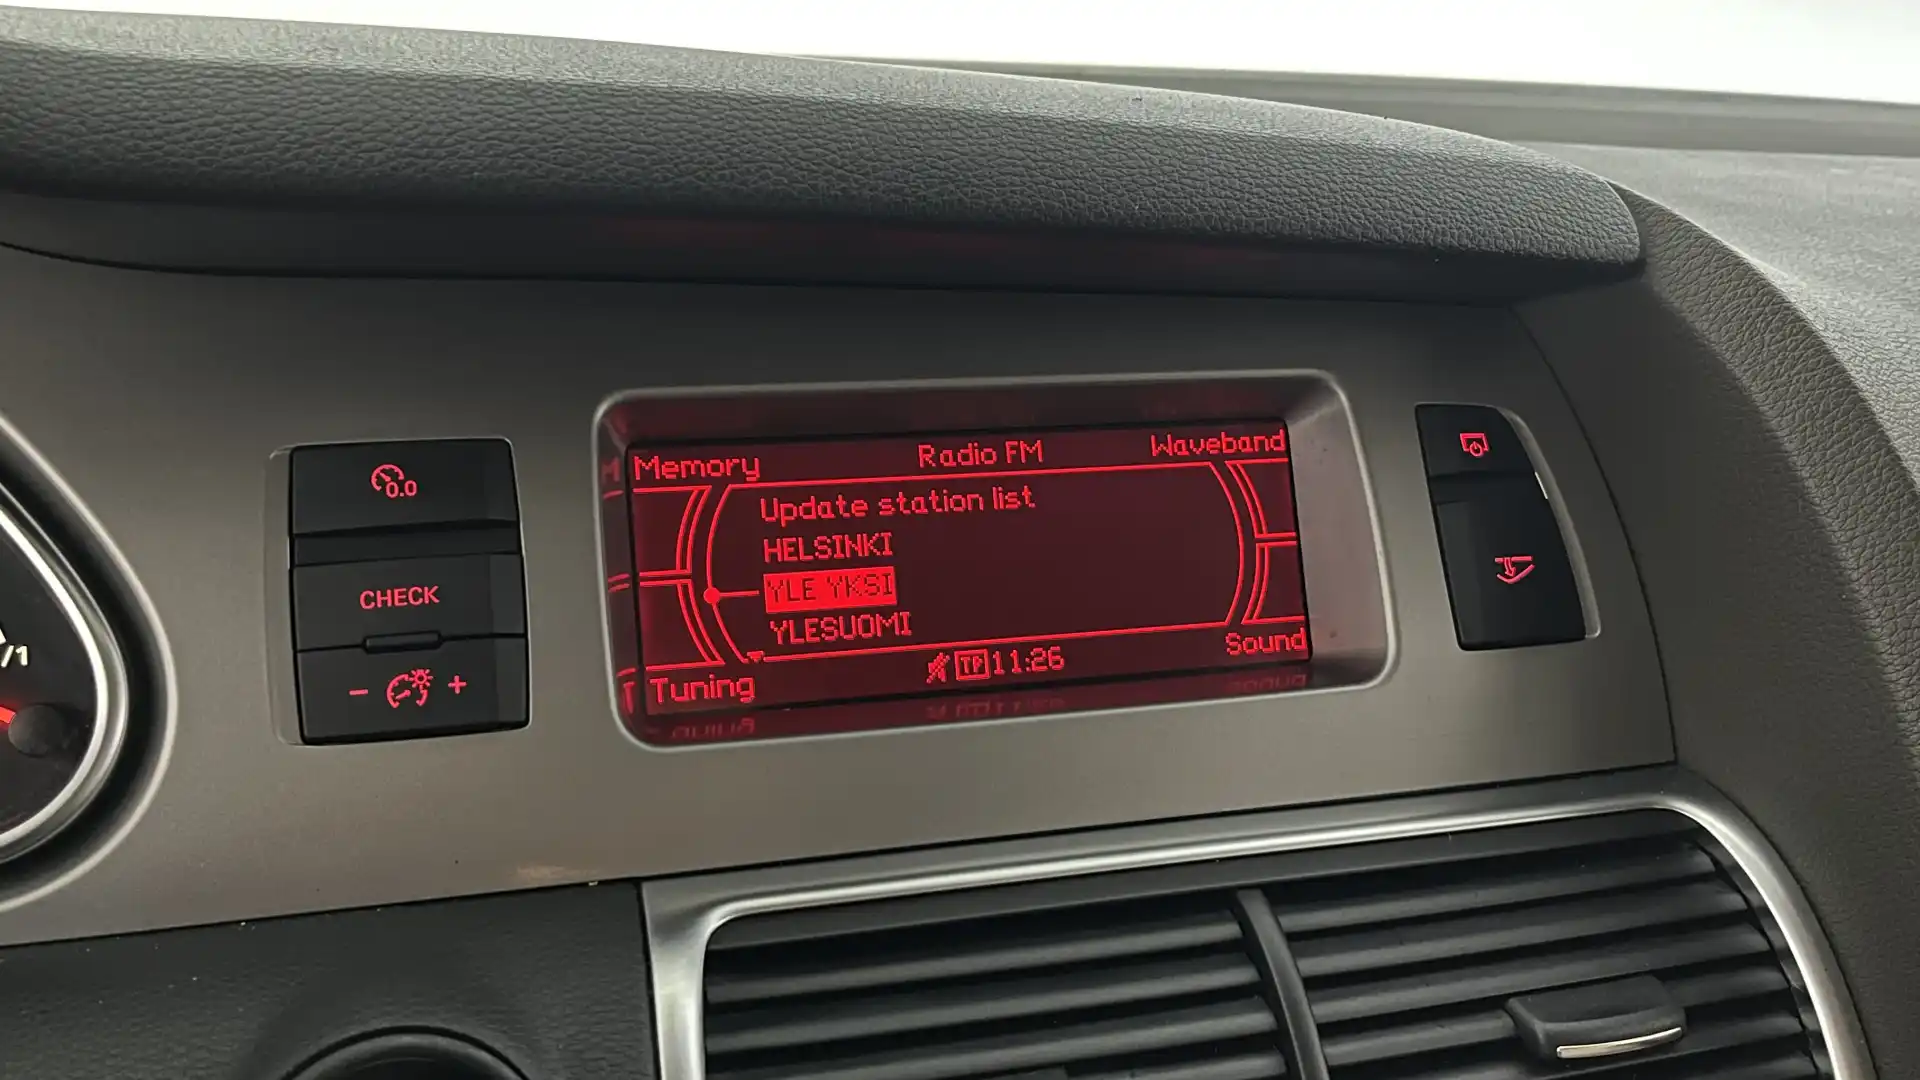 Memory Radio FM Waveband
Update station list
HELSINKI
YLE YKSI
YLESUOMI
Tuning TP 11:26 Sound
0.0
CHECK
- +
/1